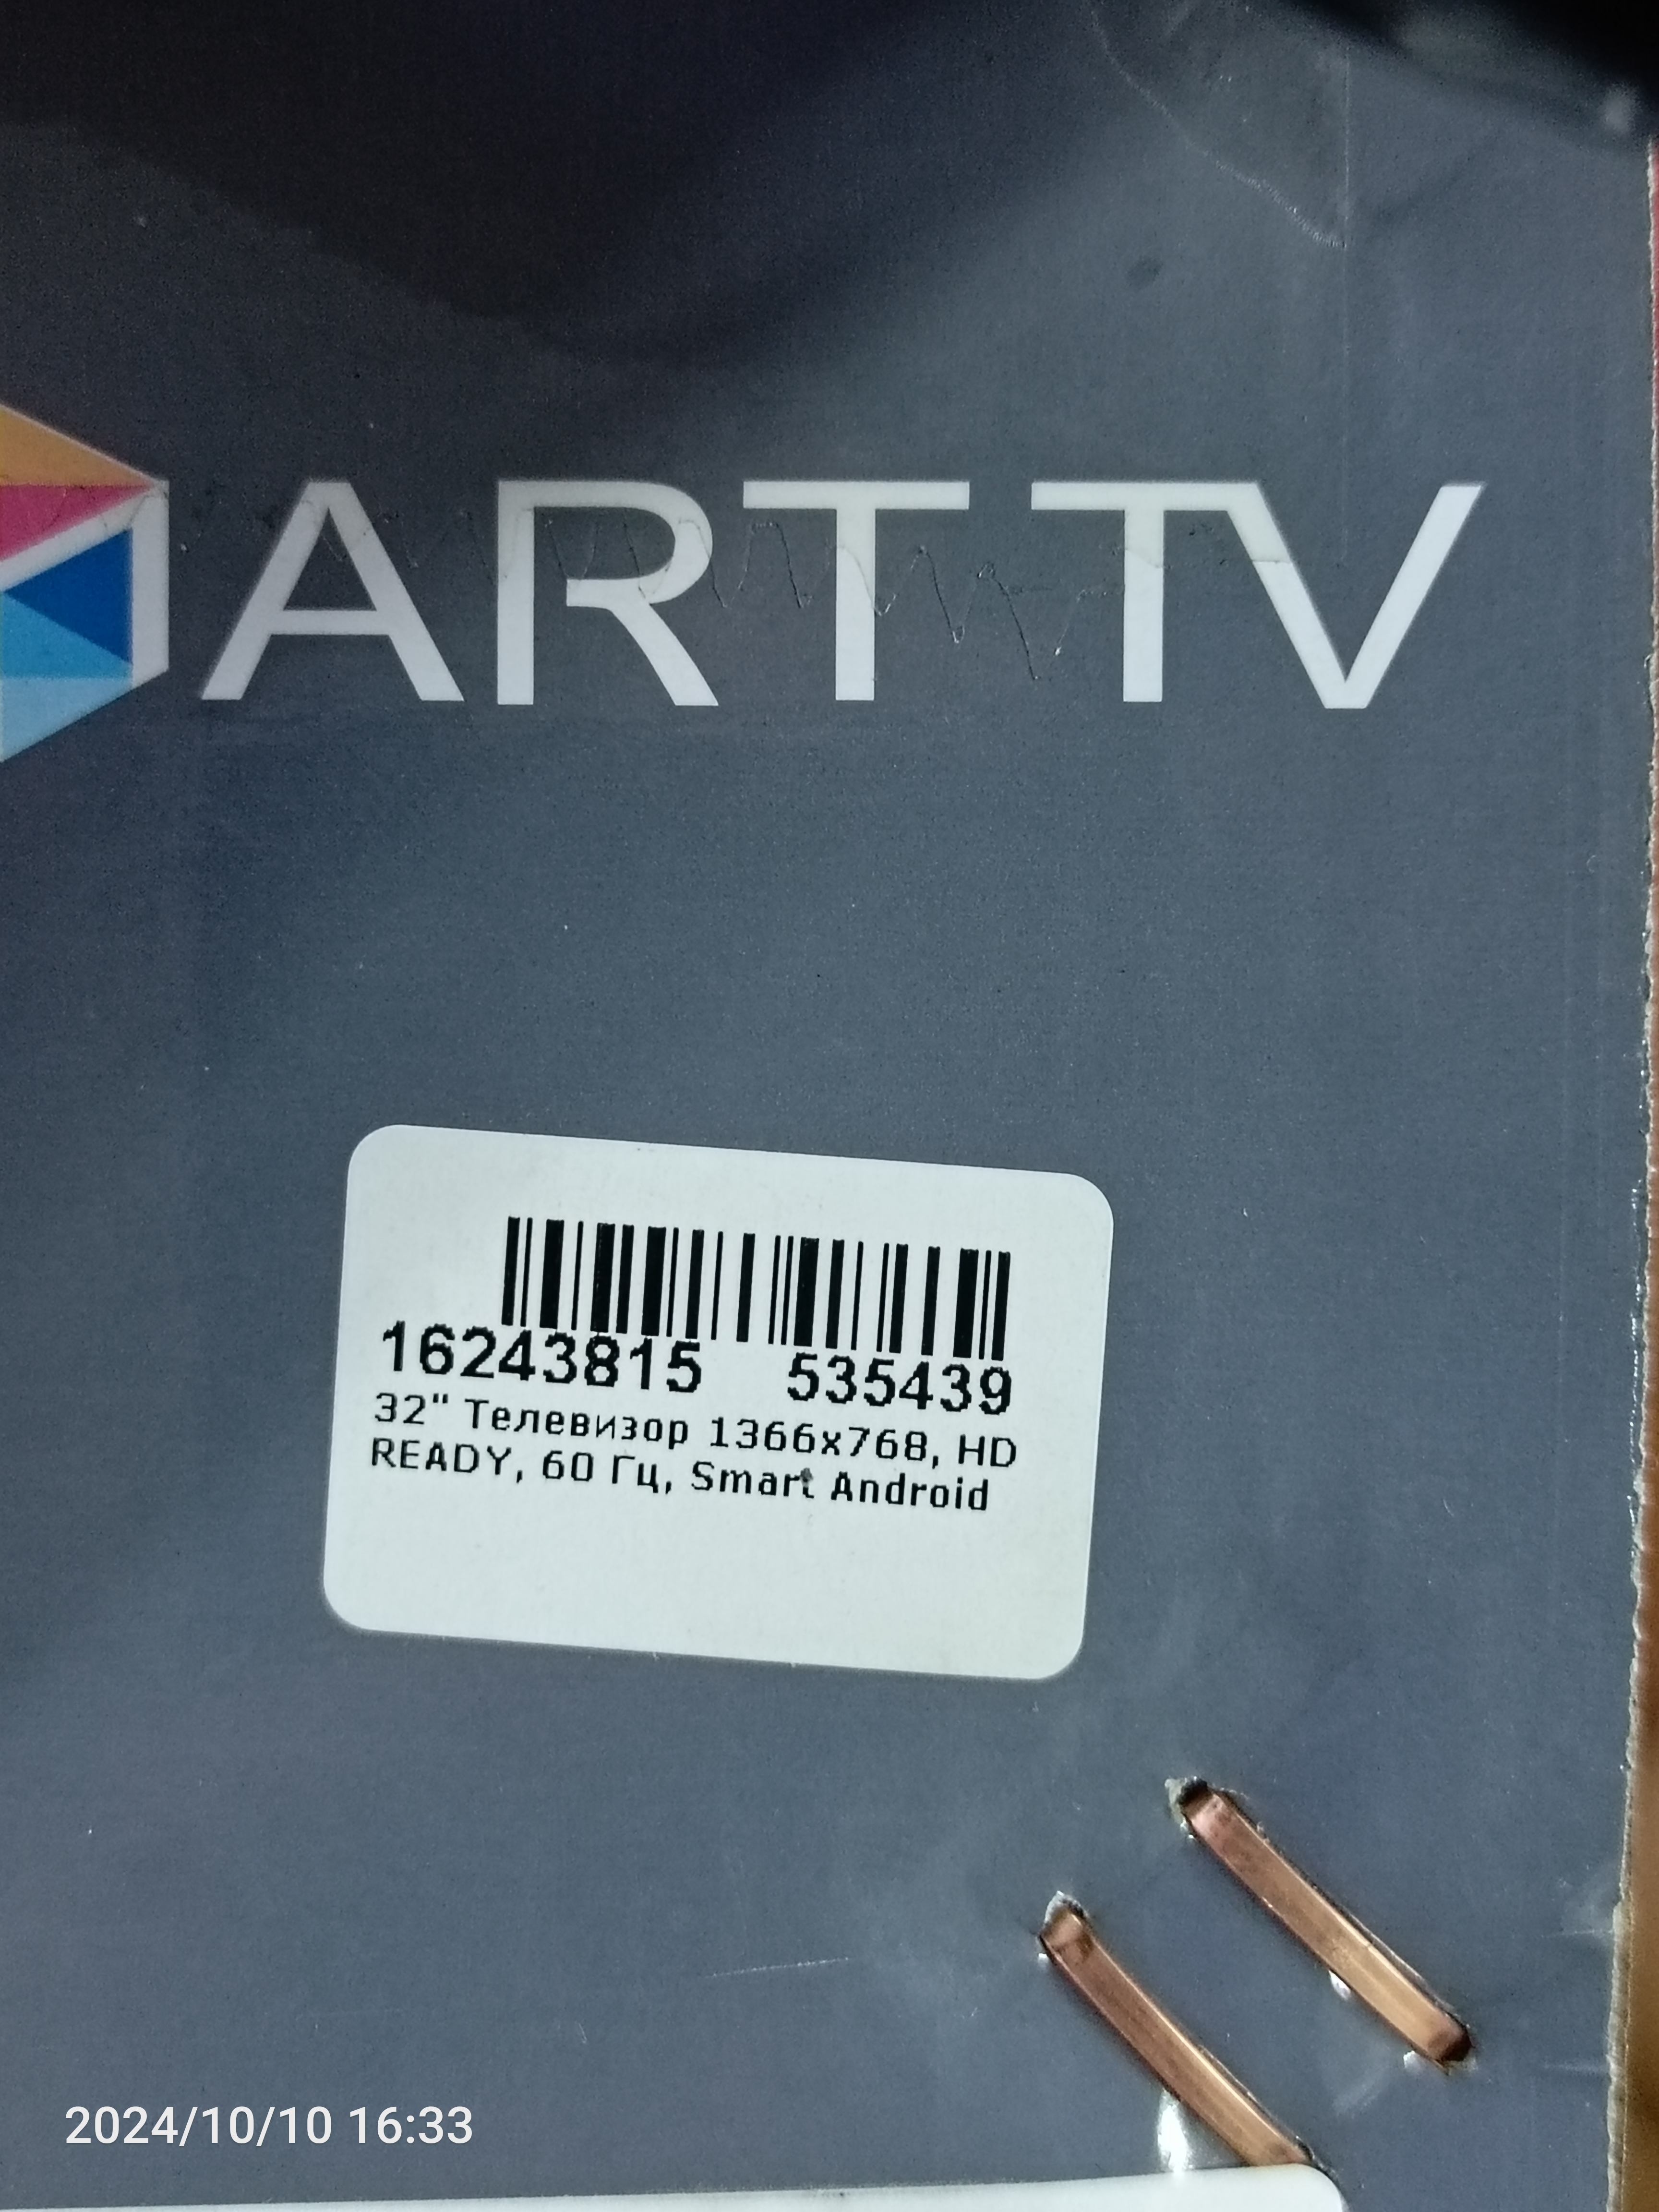 ART TV
16243815 535439
32" Телевизор 1366x768, HD
READY, 60 Гц, Smart Android
2024/10/10 16:33